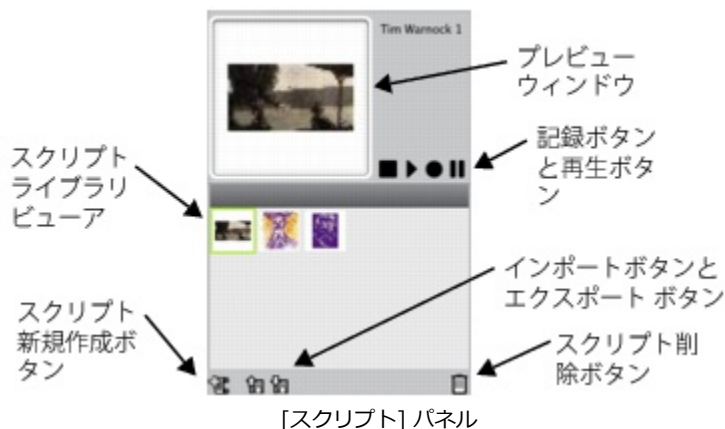 Tim Warnock 1
プレビュー
ウィンドウ
記録ボタン
と再生ボタ
ン
スクリプト
ライブラリ
ビューア
インポートボタンと
エクスポート ボタン
スクリプト
新規作成ボ
タン
スクリプト削
除ボタン
[スクリプト] パネル